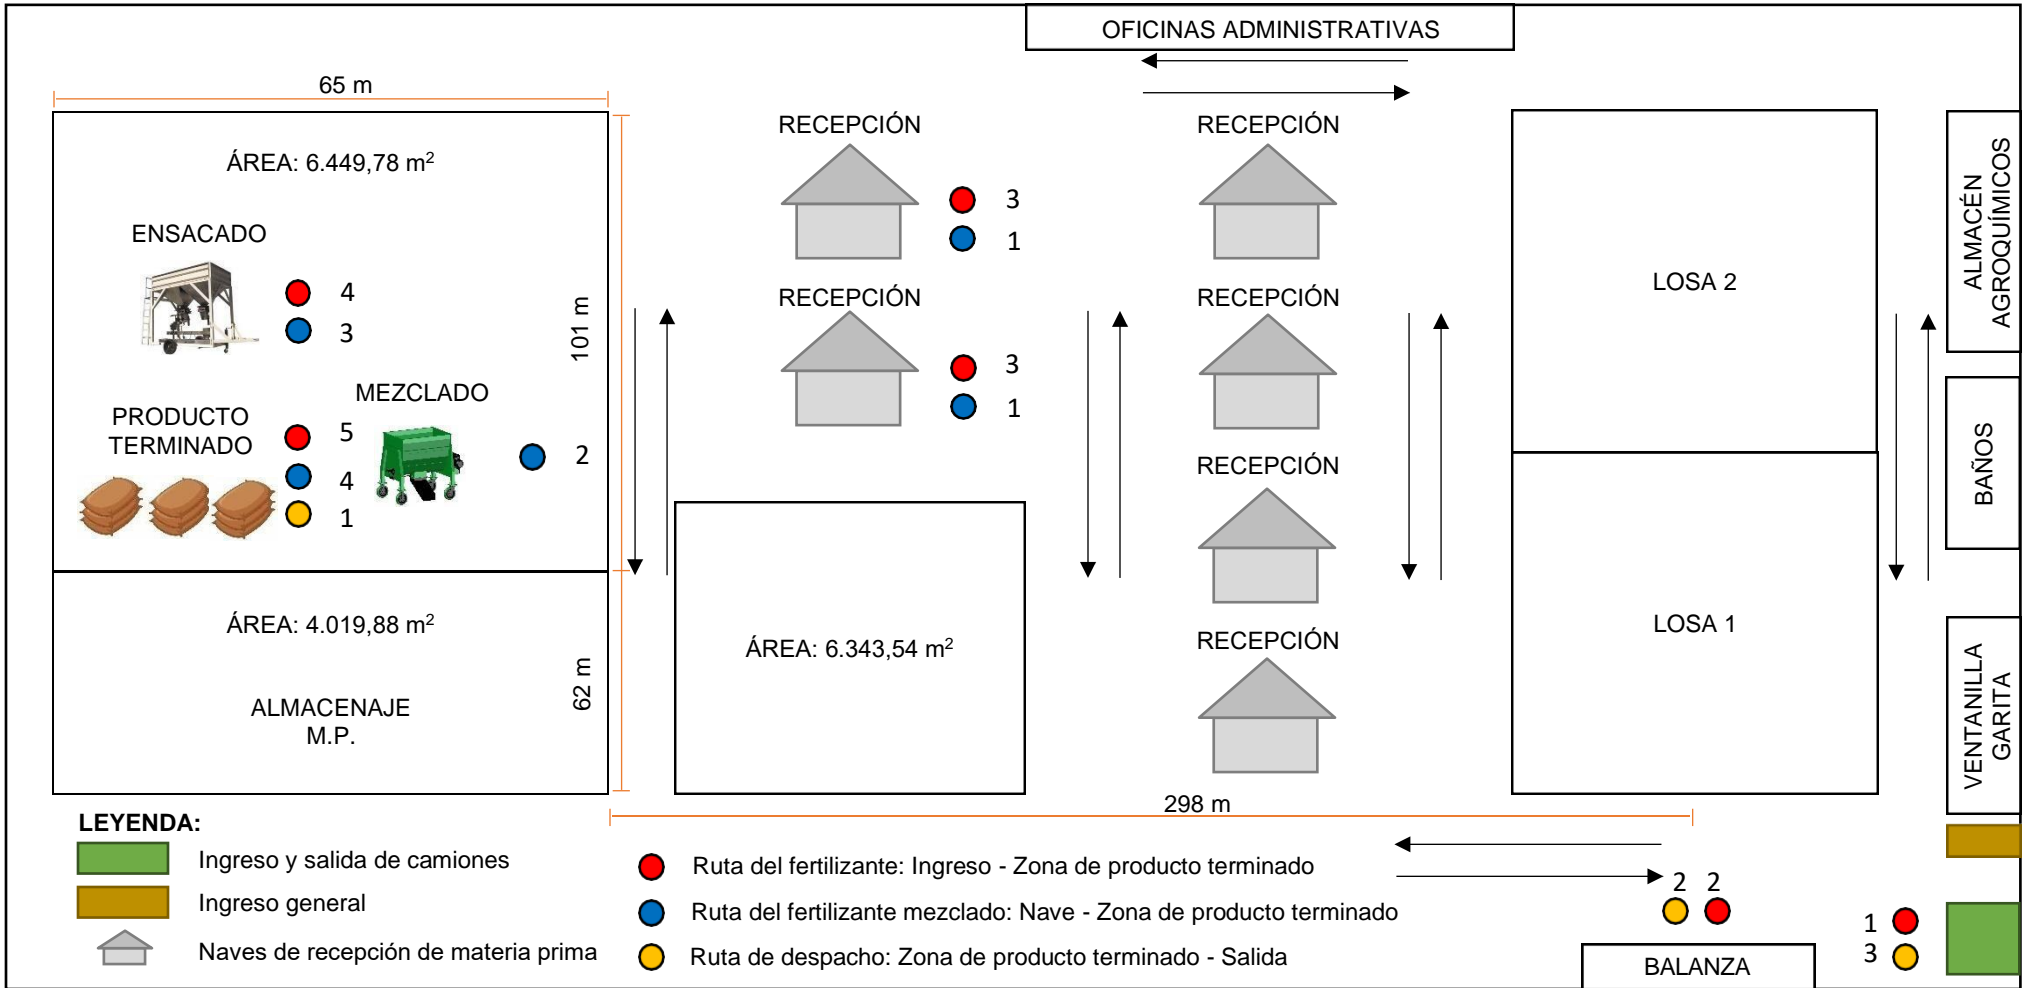 OFICINAS ADMINISTRATIVAS
65 m
ÁREA: 6.449,78 m²
ENSACADO
4
3
101 m
MEZCLADO
PRODUCTO
TERMINADO
5
4
1
2
ÁREA: 4.019,88 m²
ALMACENAJE
M.P.
62 m
RECEPCIÓN
3
1
RECEPCIÓN
3
1
ÁREA: 6.343,54 m²
RECEPCIÓN
RECEPCIÓN
RECEPCIÓN
RECEPCIÓN
LOSA 2
LOSA 1
ALMACÉN
AGROQUÍMICOS
BAÑOS
VENTANILLA
GARITA
298 m
LEYENDA:
Ingreso y salida de camiones
Ingreso general
Naves de recepción de materia prima
Ruta del fertilizante: Ingreso - Zona de producto terminado
Ruta del fertilizante mezclado: Nave - Zona de producto terminado
Ruta de despacho: Zona de producto terminado - Salida
2 2
BALANZA
1
3